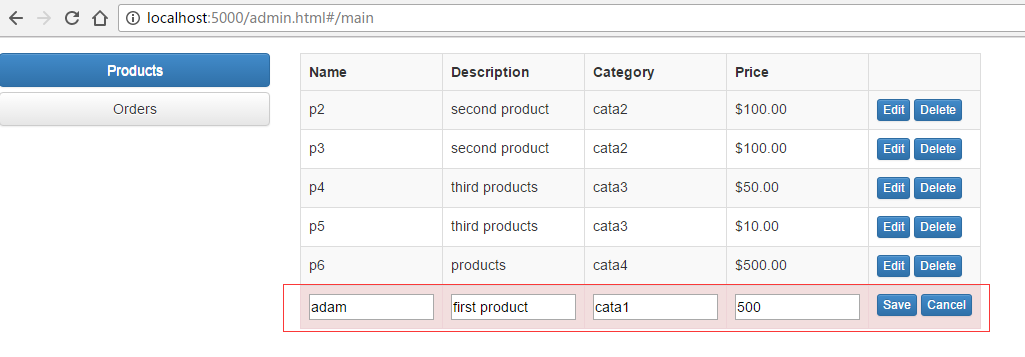 localhost:5000/admin.html#/main
Products
Orders
Name Description Category Price
p2 second product cata2 $100.00 Edit Delete
p3 second product cata2 $100.00 Edit Delete
p4 third products cata3 $50.00 Edit Delete
p5 third products cata3 $10.00 Edit Delete
p6 products cata4 $500.00 Edit Delete
adam first product cata1 500 Save Cancel